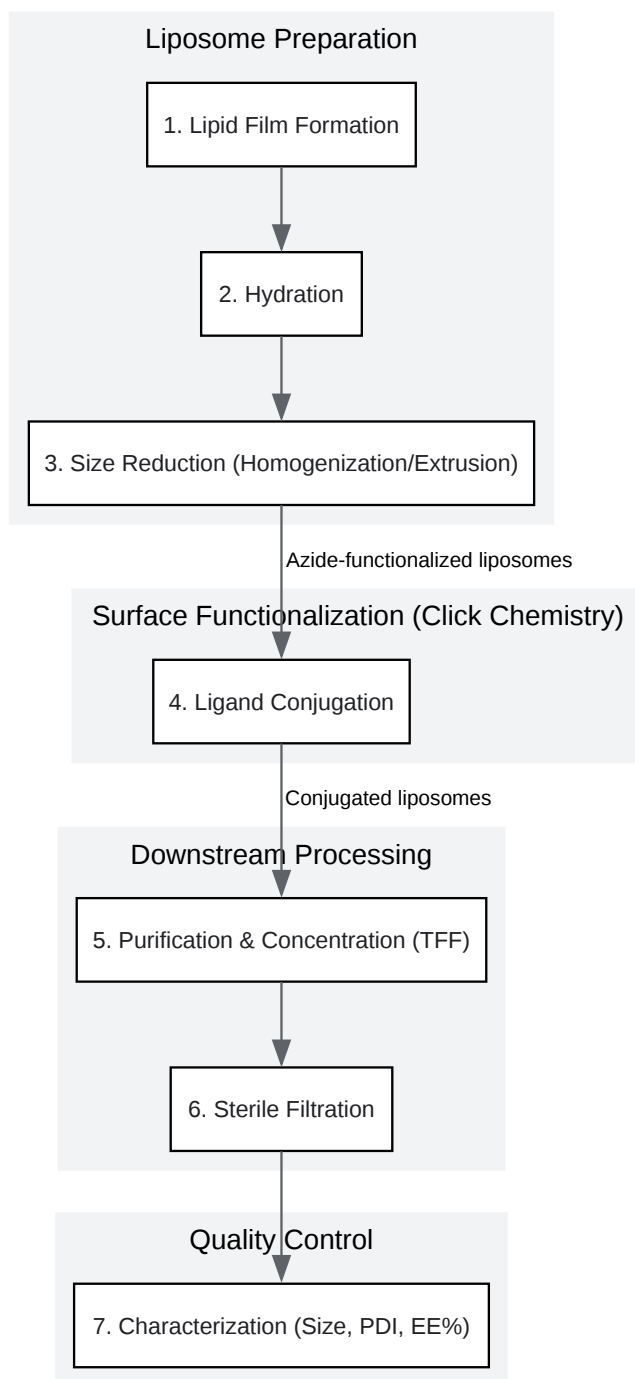 Liposome Preparation
1. Lipid Film Formation
2. Hydration
3. Size Reduction (Homogenization/Extrusion)
Azide-functionalized liposomes
Surface Functionalization (Click Chemistry)
4. Ligand Conjugation
Conjugated liposomes
Downstream Processing
5. Purification & Concentration (TFF)
6. Sterile Filtration
Quality Control
7. Characterization (Size, PDI, EE%)